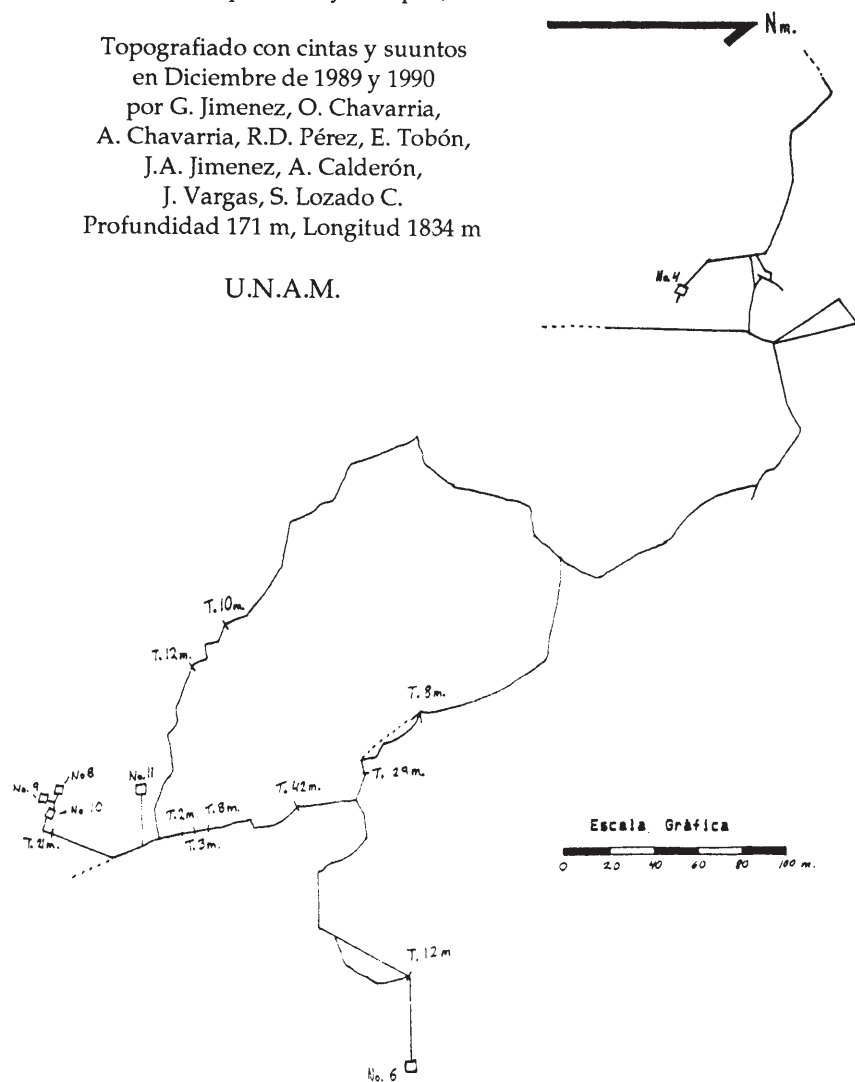 Topografiado con cintas y suuntos
en Diciembre de 1989 y 1990
por G. Jimenez, O. Chavarria,
A. Chavarria, R.D. Pérez, E. Tobón,
J.A. Jimenez, A. Calderón,
J. Vargas, S. Lozado C.
Profundidad 171 m, Longitud 1834 m
U.N.A.M.
Nm.
No. 4
T. 10m.
T. 12m.
T. 8m.
T. 29m.
No. 9
No 8
No. 11
No 10
T. 42m.
T. 2m.
T. 8m.
T. 3m.
Escala Gráfica
0 20 40 60 80 100 m.
T. 12m
No. 6